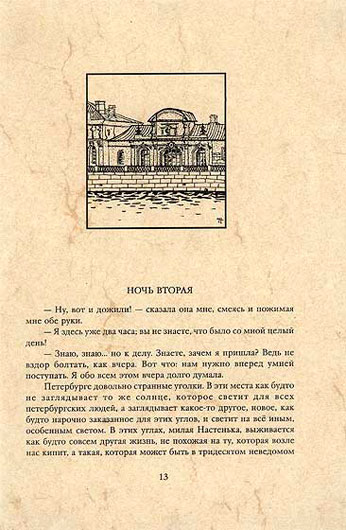 НОЧЬ ВТОРАЯ
— Ну, вот и дожили! — сказала она мне, смеясь и пожимая
мне обе руки.
— Я здесь уже два часа; вы не знаете, что было со мной целый
день!
— Знаю, знаю... но к делу. Знаете, зачем я пришла? Ведь не
вздор болтать, как вчера. Вот что: нам нужно вперед умней
поступать. Я обо всем этом вчера долго думала.
Петербурге довольно странные уголки. В эти места как будто
не заглядывает то же солнце, которое светит для всех
петербургских людей, а заглядывает какое-то другое, новое, как
будто нарочно заказанное для этих углов, и светит на всё иным,
особенным светом. В этих углах, милая Настенька, выживается
как будто совсем другая жизнь, не похожая на ту, которая возле
нас кипит, а такая, которая может быть в тридесятом неведомом
13